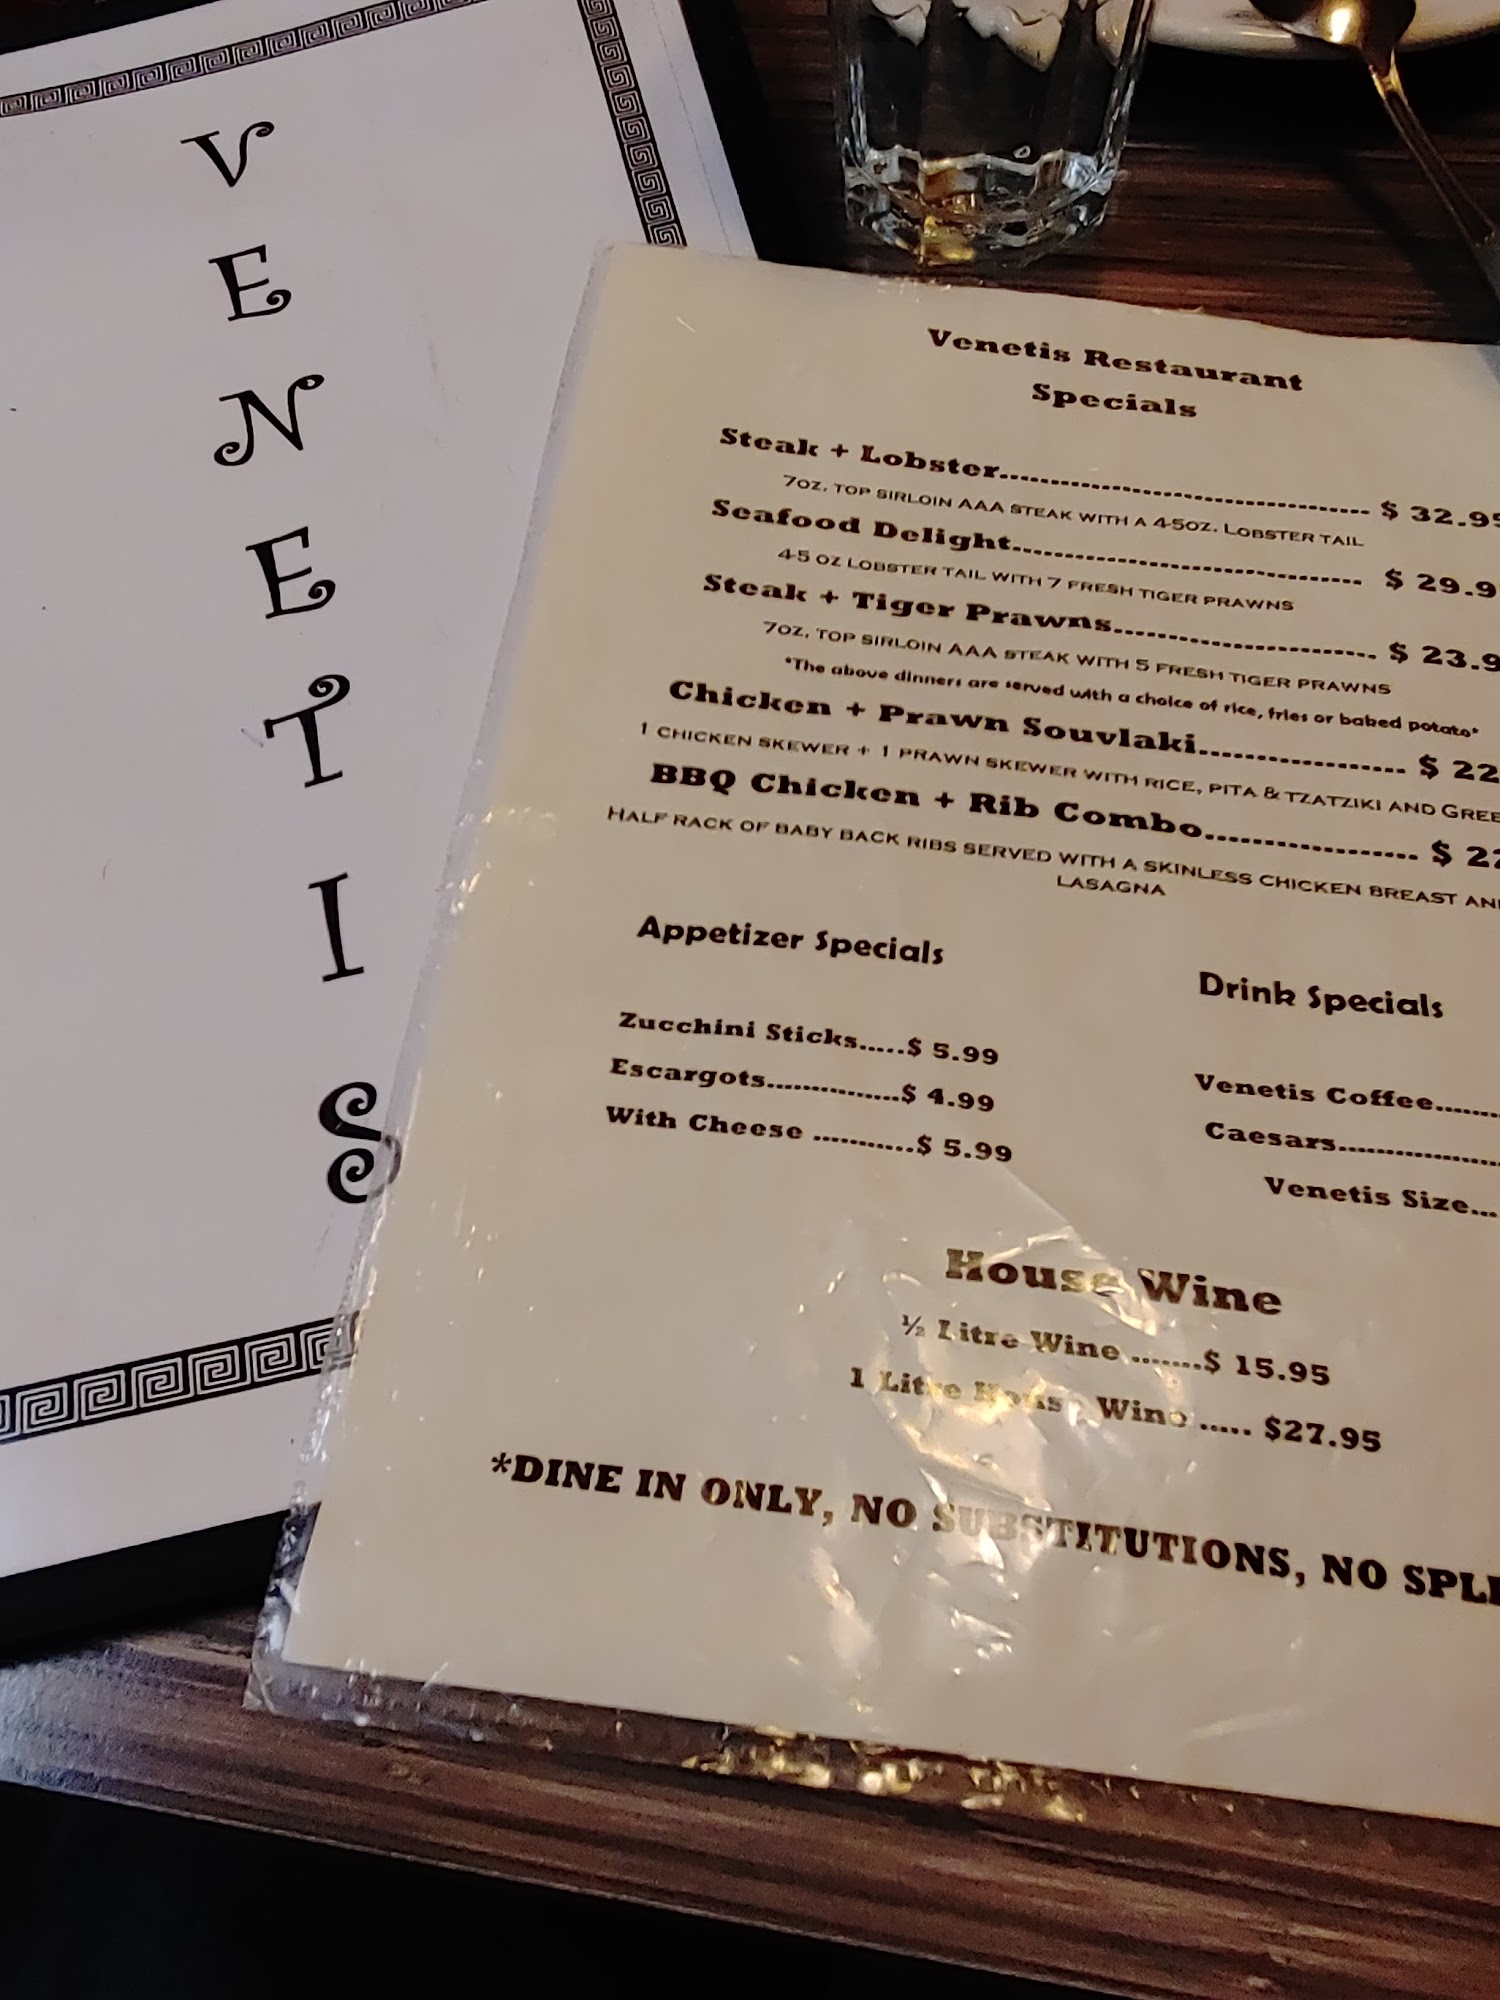 VENETIS
Venetis Restaurant
Specials
Steak + Lobster........................................ $ 32.95
7oz. top sirloin AAA steak with a 4-5oz. Lobster tail
Seafood Delight...................................... $ 29.9
4-5 oz lobster tail with 7 fresh tiger prawns
Steak + Tiger Prawns............................. $ 23.9
7oz. top sirloin AAA steak with 5 fresh tiger prawns
*The above dinners are served with a choice of rice, fries or baked potato*
Chicken + Prawn Souvlaki...................... $ 22
1 chicken skewer + 1 prawn skewer with rice, pita & tzatziki and
BBQ Chicken + Rib Combo...................... $ 22
Half rack of baby back ribs served with a skinless chicken breast
lasagna
Appetizer Specials
Zucchini Sticks.....$ 5.99
Escargots...............$ 4.99
With Cheese ...........$ 5.99
Drink Specials
Venetis Coffee.......
Caesars...................
Venetis Size...
House Wine
½ Litre Wine ........$ 15.95
1 Litre House Wine ..... $27.95
*DINE IN ONLY, NO SUBSTITUTIONS, NO